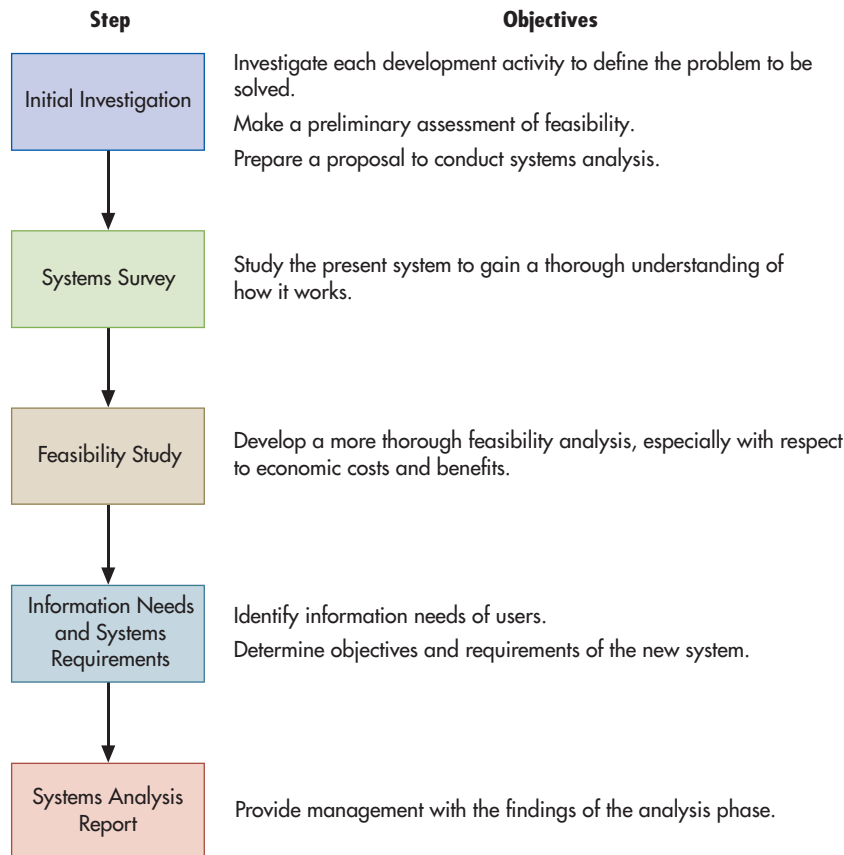 Step
Objectives
Initial Investigation
Investigate each development activity to define the problem to be
solved.
Make a preliminary assessment of feasibility.
Prepare a proposal to conduct systems analysis.
Systems Survey
Study the present system to gain a thorough understanding of
how it works.
Feasibility Study
Develop a more thorough feasibility analysis, especially with respect
to economic costs and benefits.
Information Needs
and Systems
Requirements
Identify information needs of users.
Determine objectives and requirements of the new system.
Systems Analysis
Report
Provide management with the findings of the analysis phase.